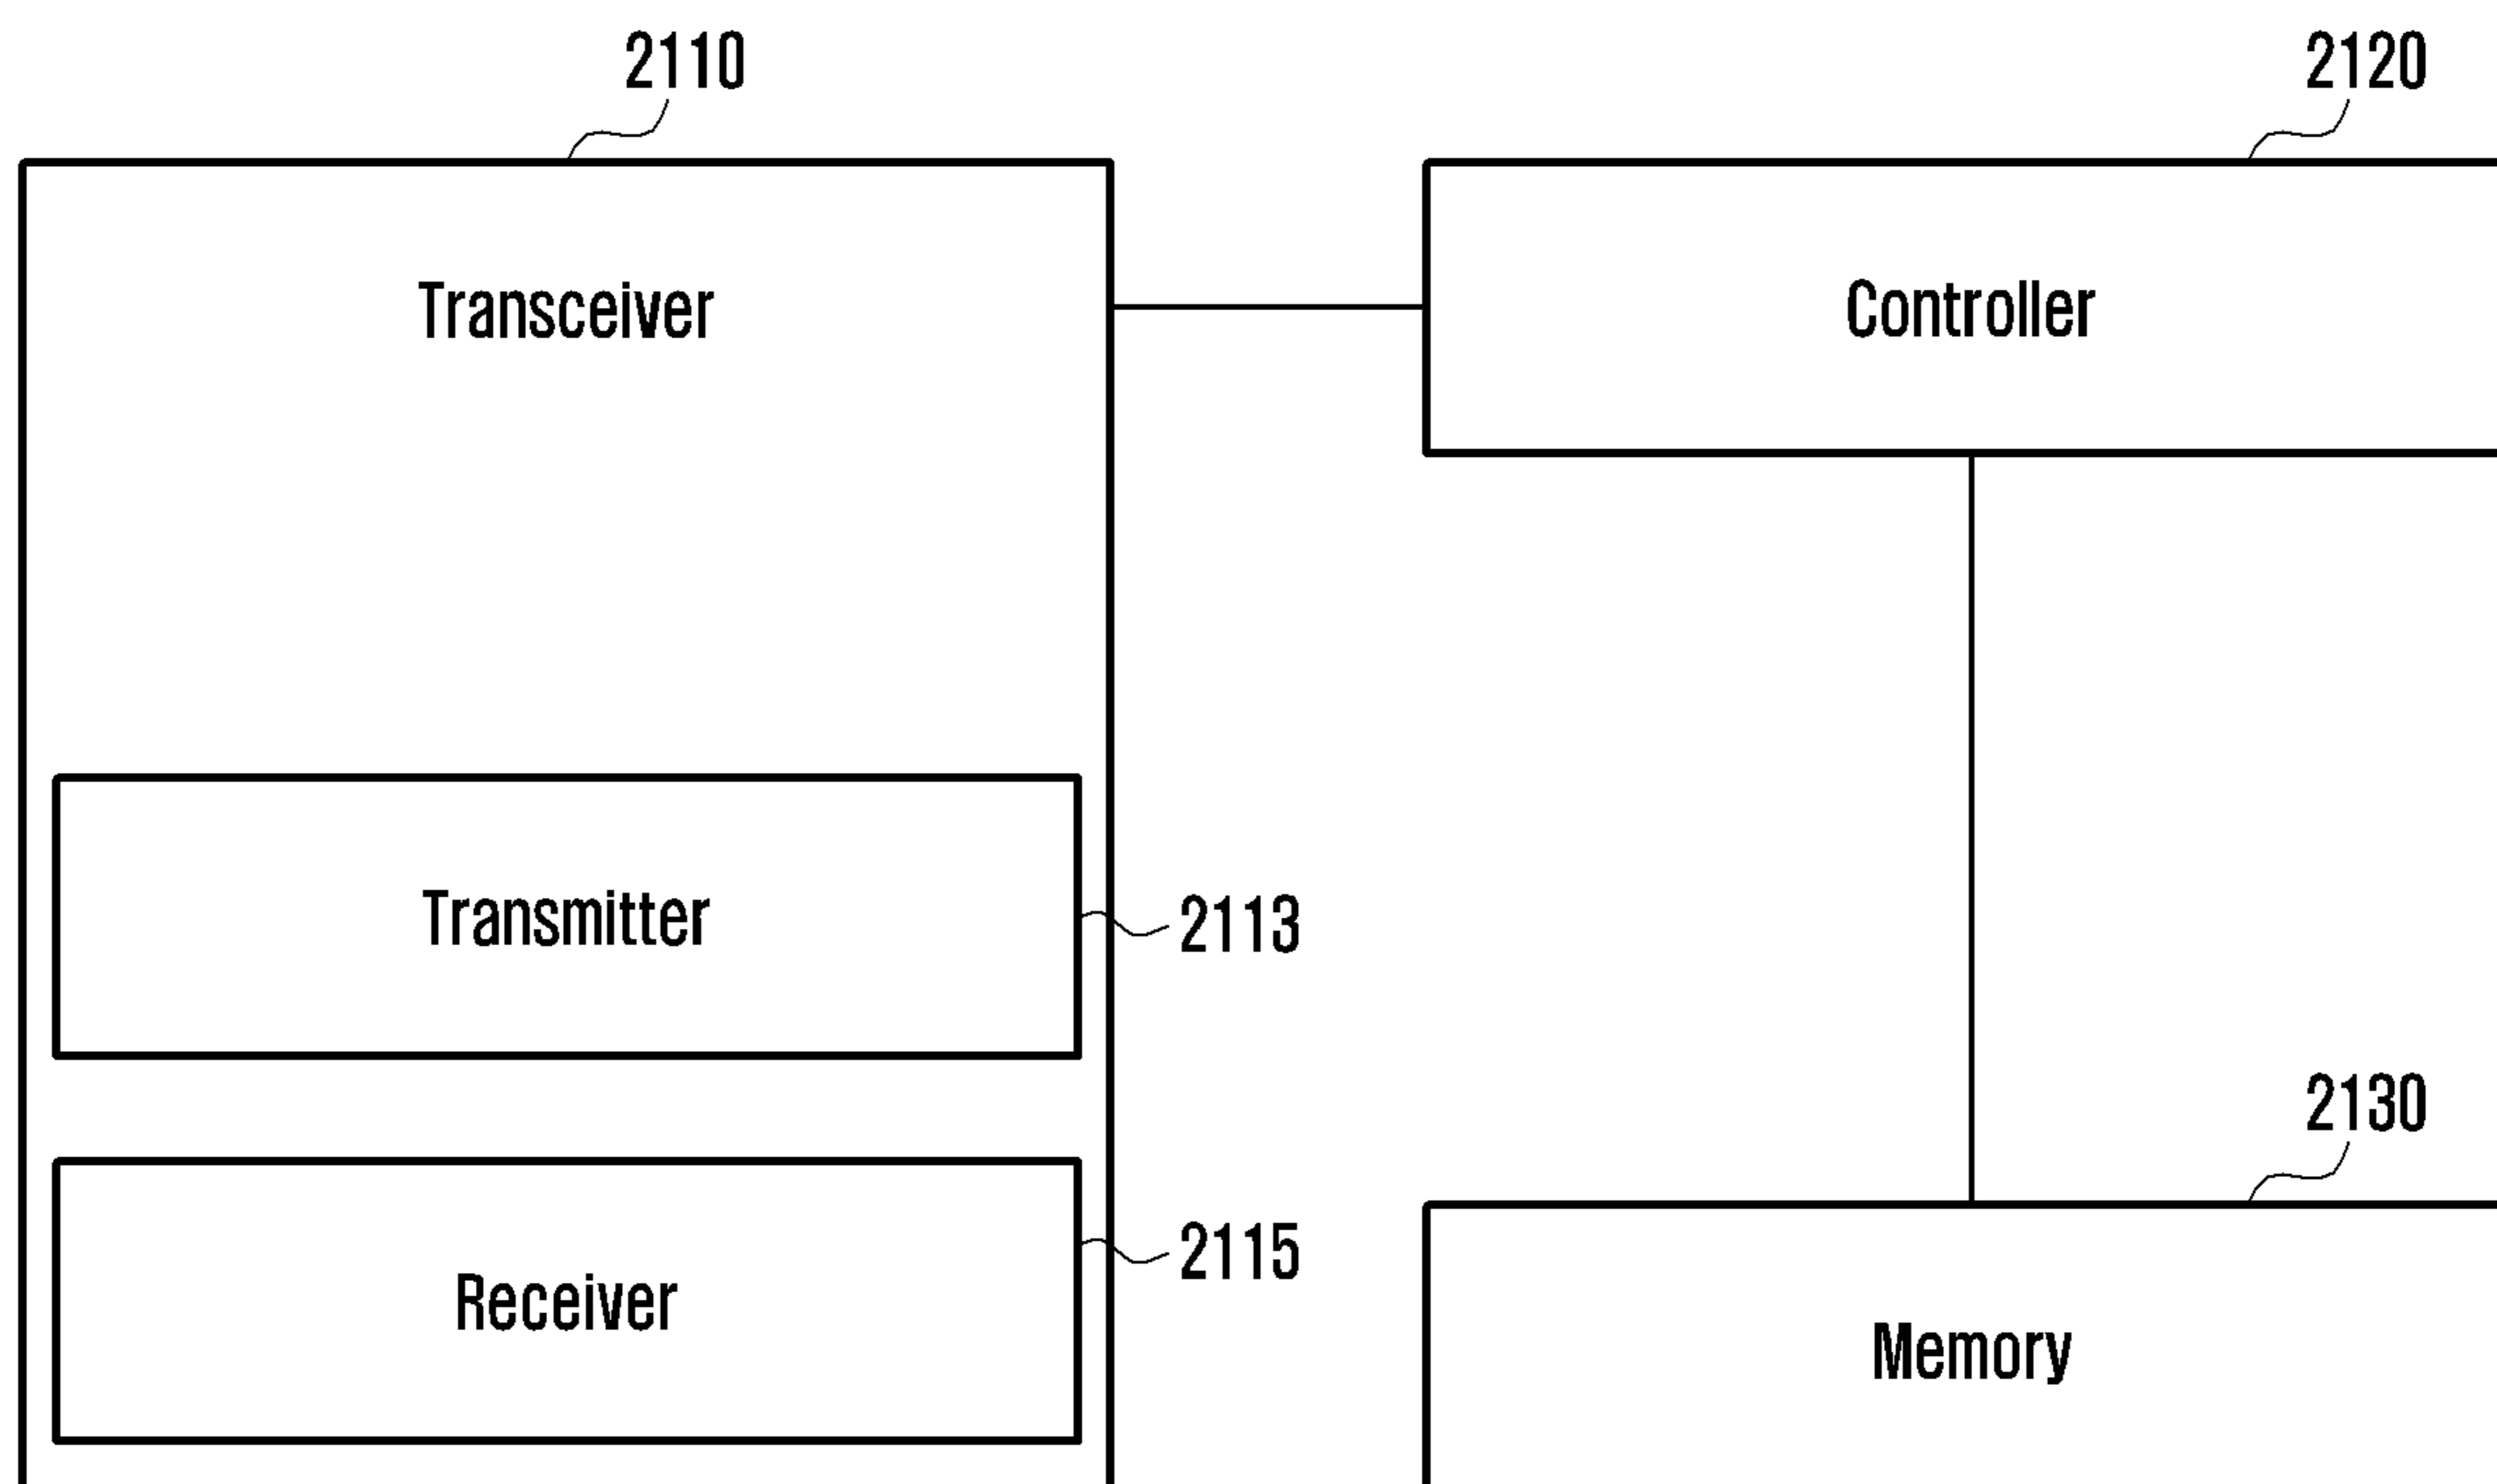 2110
2120
Transceiver
Controller
Transmitter
2113
2130
2115
Receiver
Memory